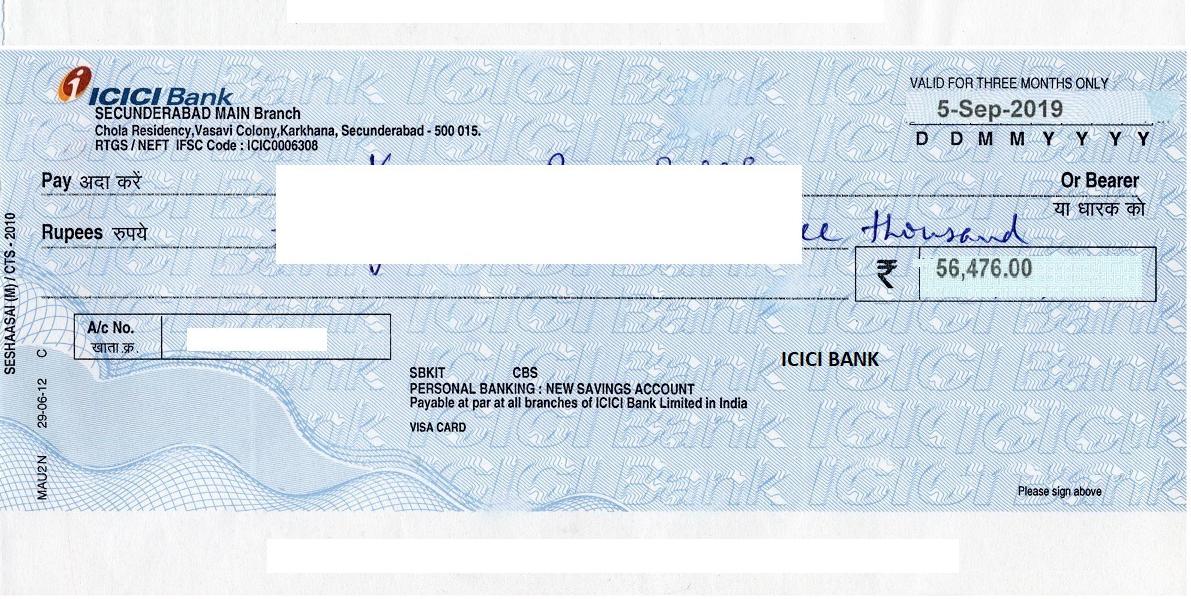 ICICI Bank
SECUNDERABAD MAIN Branch
Chola Residency,Vasavi Colony,Karkhana, Secunderabad - 500 015.
RTGS / NEFT IFSC Code : ICIC0006308
VALID FOR THREE MONTHS ONLY
5-Sep-2019
D D M M Y Y Y Y
Pay अदा करें
Or Bearer
या धारक को
Rupees रुपये
thousand
₹ 56,476.00
A/c No.
खाता क्र.
ICICI BANK
SBKIT CBS
PERSONAL BANKING : NEW SAVINGS ACCOUNT
Payable at par at all branches of ICICI Bank Limited in India
VISA CARD
Please sign above
SESHAASAI (M) / CTS - 2010
MAU2N 29-06-12 C